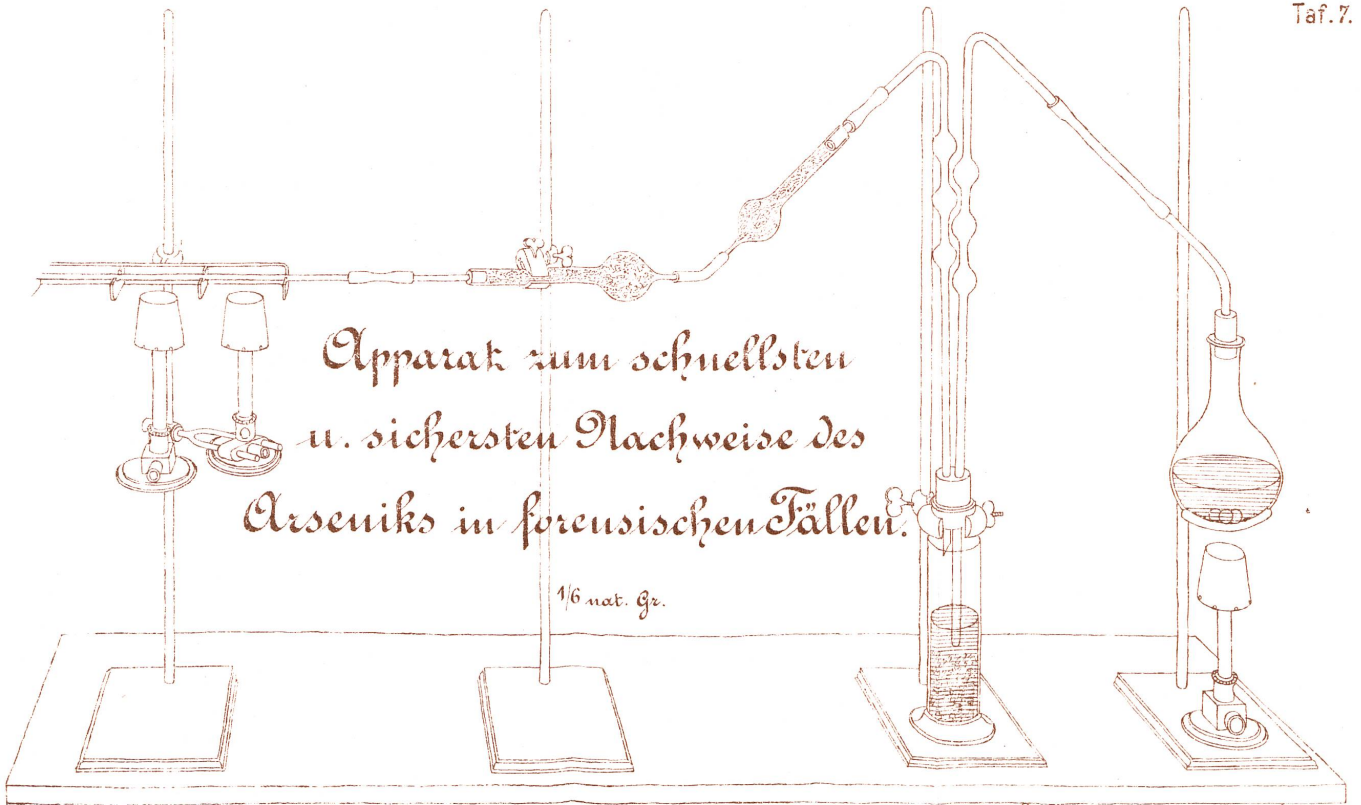 Taf. 7.
Apparat zum schnellsten
u. sichersten Nachweise des
Arseniks in forensischen Fällen.
1/6 nat. Gr.